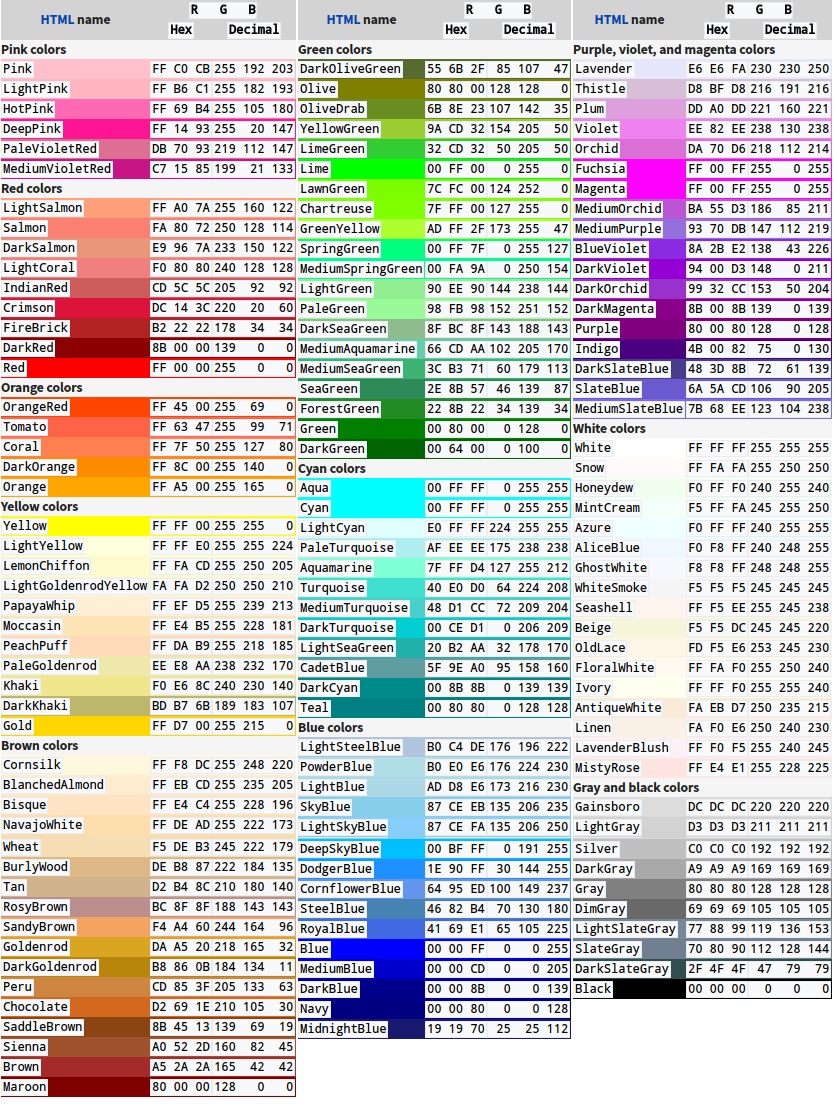 HTML name R G B
Hex Decimal
Pink colors
Pink FF C0 CB 255 192 203
LightPink FF B6 C1 255 182 193
HotPink FF 69 B4 255 105 180
DeepPink FF 14 93 255 20 147
PaleVioletRed DB 70 93 219 112 147
MediumVioletRed C7 15 85 199 21 133
Red colors
LightSalmon FF A0 7A 255 160 122
Salmon FA 80 72 250 128 114
DarkSalmon E9 96 7A 233 150 122
LightCoral F0 80 80 240 128 128
IndianRed CD 5C 5C 205 92 92
Crimson DC 14 3C 220 20 60
FireBrick B2 22 22 178 34 34
DarkRed 8B 00 00 139 0 0
Red FF 00 00 255 0 0
Orange colors
OrangeRed FF 45 00 255 69 0
Tomato FF 63 47 255 99 71
Coral FF 7F 50 255 127 80
DarkOrange FF 8C 00 255 140 0
Orange FF A5 00 255 165 0
Yellow colors
Yellow FF FF 00 255 255 0
LightYellow FF FF E0 255 255 224
LemonChiffon FF FA CD 255 250 205
LightGoldenrodYellow FA FA D2 250 250 210
PapayaWhip FF EF D5 255 239 213
Moccasin FF E4 B5 255 228 181
PeachPuff FF DA B9 255 218 185
PaleGoldenrod EE E8 AA 238 232 170
Khaki F0 E6 8C 240 230 140
DarkKhaki BD B7 6B 189 183 107
Gold FF D7 00 255 215 0
Brown colors
Cornsilk FF F8 DC 255 248 220
BlanchedAlmond FF EB CD 255 235 205
Bisque FF E4 C4 255 228 196
NavajoWhite FF DE AD 255 222 173
Wheat F5 DE B3 245 222 179
BurlyWood DE B8 87 222 184 135
Tan D2 B4 8C 210 180 140
RosyBrown BC 8F 8F 188 143 143
SandyBrown F4 A4 60 244 164 96
Goldenrod DA A5 20 218 165 32
DarkGoldenrod B8 86 0B 184 134 11
Peru CD 85 3F 205 133 63
Chocolate D2 69 1E 210 105 30
SaddleBrown 8B 45 13 139 69 19
Sienna A0 52 2D 160 82 45
Brown A5 2A 2A 165 42 42
Maroon 80 00 00 128 0 0
HTML name R G B
Hex Decimal
Green colors
DarkOliveGreen 55 6B 2F 85 107 47
Olive 80 80 00 128 128 0
OliveDrab 6B 8E 23 107 142 35
YellowGreen 9A CD 32 154 205 50
LimeGreen 32 CD 32 50 205 50
Lime 00 FF 00 0 255 0
LawnGreen 7C FC 00 124 252 0
Chartreuse 7F FF 00 127 255 0
GreenYellow AD FF 2F 173 255 47
SpringGreen 00 FF 7F 0 255 127
MediumSpringGreen 00 FA 9A 0 250 154
LightGreen 90 EE 90 144 238 144
PaleGreen 98 FB 98 152 251 152
DarkSeaGreen 8F BC 8F 143 188 143
MediumAquamarine 66 CD AA 102 205 170
MediumSeaGreen 3C B3 71 60 179 113
SeaGreen 2E 8B 57 46 139 87
ForestGreen 22 8B 22 34 139 34
Green 00 80 00 0 128 0
DarkGreen 00 64 00 0 100 0
Cyan colors
Aqua 00 FF FF 0 255 255
Cyan 00 FF FF 0 255 255
LightCyan E0 FF FF 224 255 255
PaleTurquoise AF EE EE 175 238 238
Aquamarine 7F FF D4 127 255 212
Turquoise 40 E0 D0 64 224 208
MediumTurquoise 48 D1 CC 72 209 204
DarkTurquoise 00 CE D1 0 206 209
LightSeaGreen 20 B2 AA 32 178 170
CadetBlue 5F 9E A0 95 158 160
DarkCyan 00 8B 8B 0 139 139
Teal 00 80 80 0 128 128
Blue colors
LightSteelBlue B0 C4 DE 176 196 222
PowderBlue B0 E0 E6 176 224 230
LightBlue AD D8 E6 173 216 230
SkyBlue 87 CE EB 135 206 235
LightSkyBlue 87 CE FA 135 206 250
DeepSkyBlue 00 BF FF 0 191 255
DodgerBlue 1E 90 FF 30 144 255
CornflowerBlue 64 95 ED 100 149 237
SteelBlue 46 82 B4 70 130 180
RoyalBlue 41 69 E1 65 105 225
Blue 00 00 FF 0 0 255
MediumBlue 00 00 CD 0 0 205
DarkBlue 00 00 8B 0 0 139
Navy 00 00 80 0 0 128
MidnightBlue 19 19 70 25 25 112
HTML name R G B
Hex Decimal
Purple, violet, and magenta colors
Lavender E6 E6 FA 230 230 250
Thistle D8 BF D8 216 191 216
Plum DD A0 DD 221 160 221
Violet EE 82 EE 238 130 238
Orchid DA 70 D6 218 112 214
Fuchsia FF 00 FF 255 0 255
Magenta FF 00 FF 255 0 255
MediumOrchid BA 55 D3 186 85 211
MediumPurple 93 70 DB 147 112 219
BlueViolet 8A 2B E2 138 43 226
DarkViolet 94 00 D3 148 0 211
DarkOrchid 99 32 CC 153 50 204
DarkMagenta 8B 00 8B 139 0 139
Purple 80 00 80 128 0 128
Indigo 4B 00 82 75 0 130
DarkSlateBlue 48 3D 8B 72 61 139
SlateBlue 6A 5A CD 106 90 205
MediumSlateBlue 7B 68 EE 123 104 238
White colors
White FF FF FF 255 255 255
Snow FF FA FA 255 250 250
Honeydew F0 FF F0 240 255 240
MintCream F5 FF FA 245 255 250
Azure F0 FF FF 240 255 255
AliceBlue F0 F8 FF 240 248 255
GhostWhite F8 F8 FF 248 248 255
WhiteSmoke F5 F5 F5 245 245 245
Seashell FF F5 EE 255 245 238
Beige F5 F5 DC 245 245 220
OldLace FD F5 E6 253 245 230
FloralWhite FF FA F0 255 250 240
Ivory FF FF F0 255 255 240
AntiqueWhite FA EB D7 250 235 215
Linen FA F0 E6 250 240 230
LavenderBlush FF F0 F5 255 240 245
MistyRose FF E4 E1 255 228 225
Gray and black colors
Gainsboro DC DC DC 220 220 220
LightGray D3 D3 D3 211 211 211
Silver C0 C0 C0 192 192 192
DarkGray A9 A9 A9 169 169 169
Gray 80 80 80 128 128 128
DimGray 69 69 69 105 105 105
LightSlateGray 77 88 99 119 136 153
SlateGray 70 80 90 112 128 144
DarkSlateGray 2F 4F 4F 47 79 79
Black 00 00 00 0 0 0